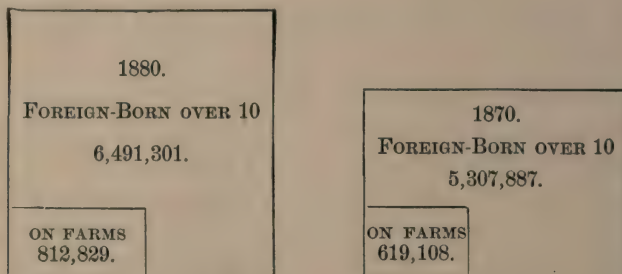 1880.
FOREIGN-BORN OVER 10
6,491,301.
ON FARMS
812,829.
1870.
FOREIGN-BORN OVER 10
5,307,887.
ON FARMS
619,108.